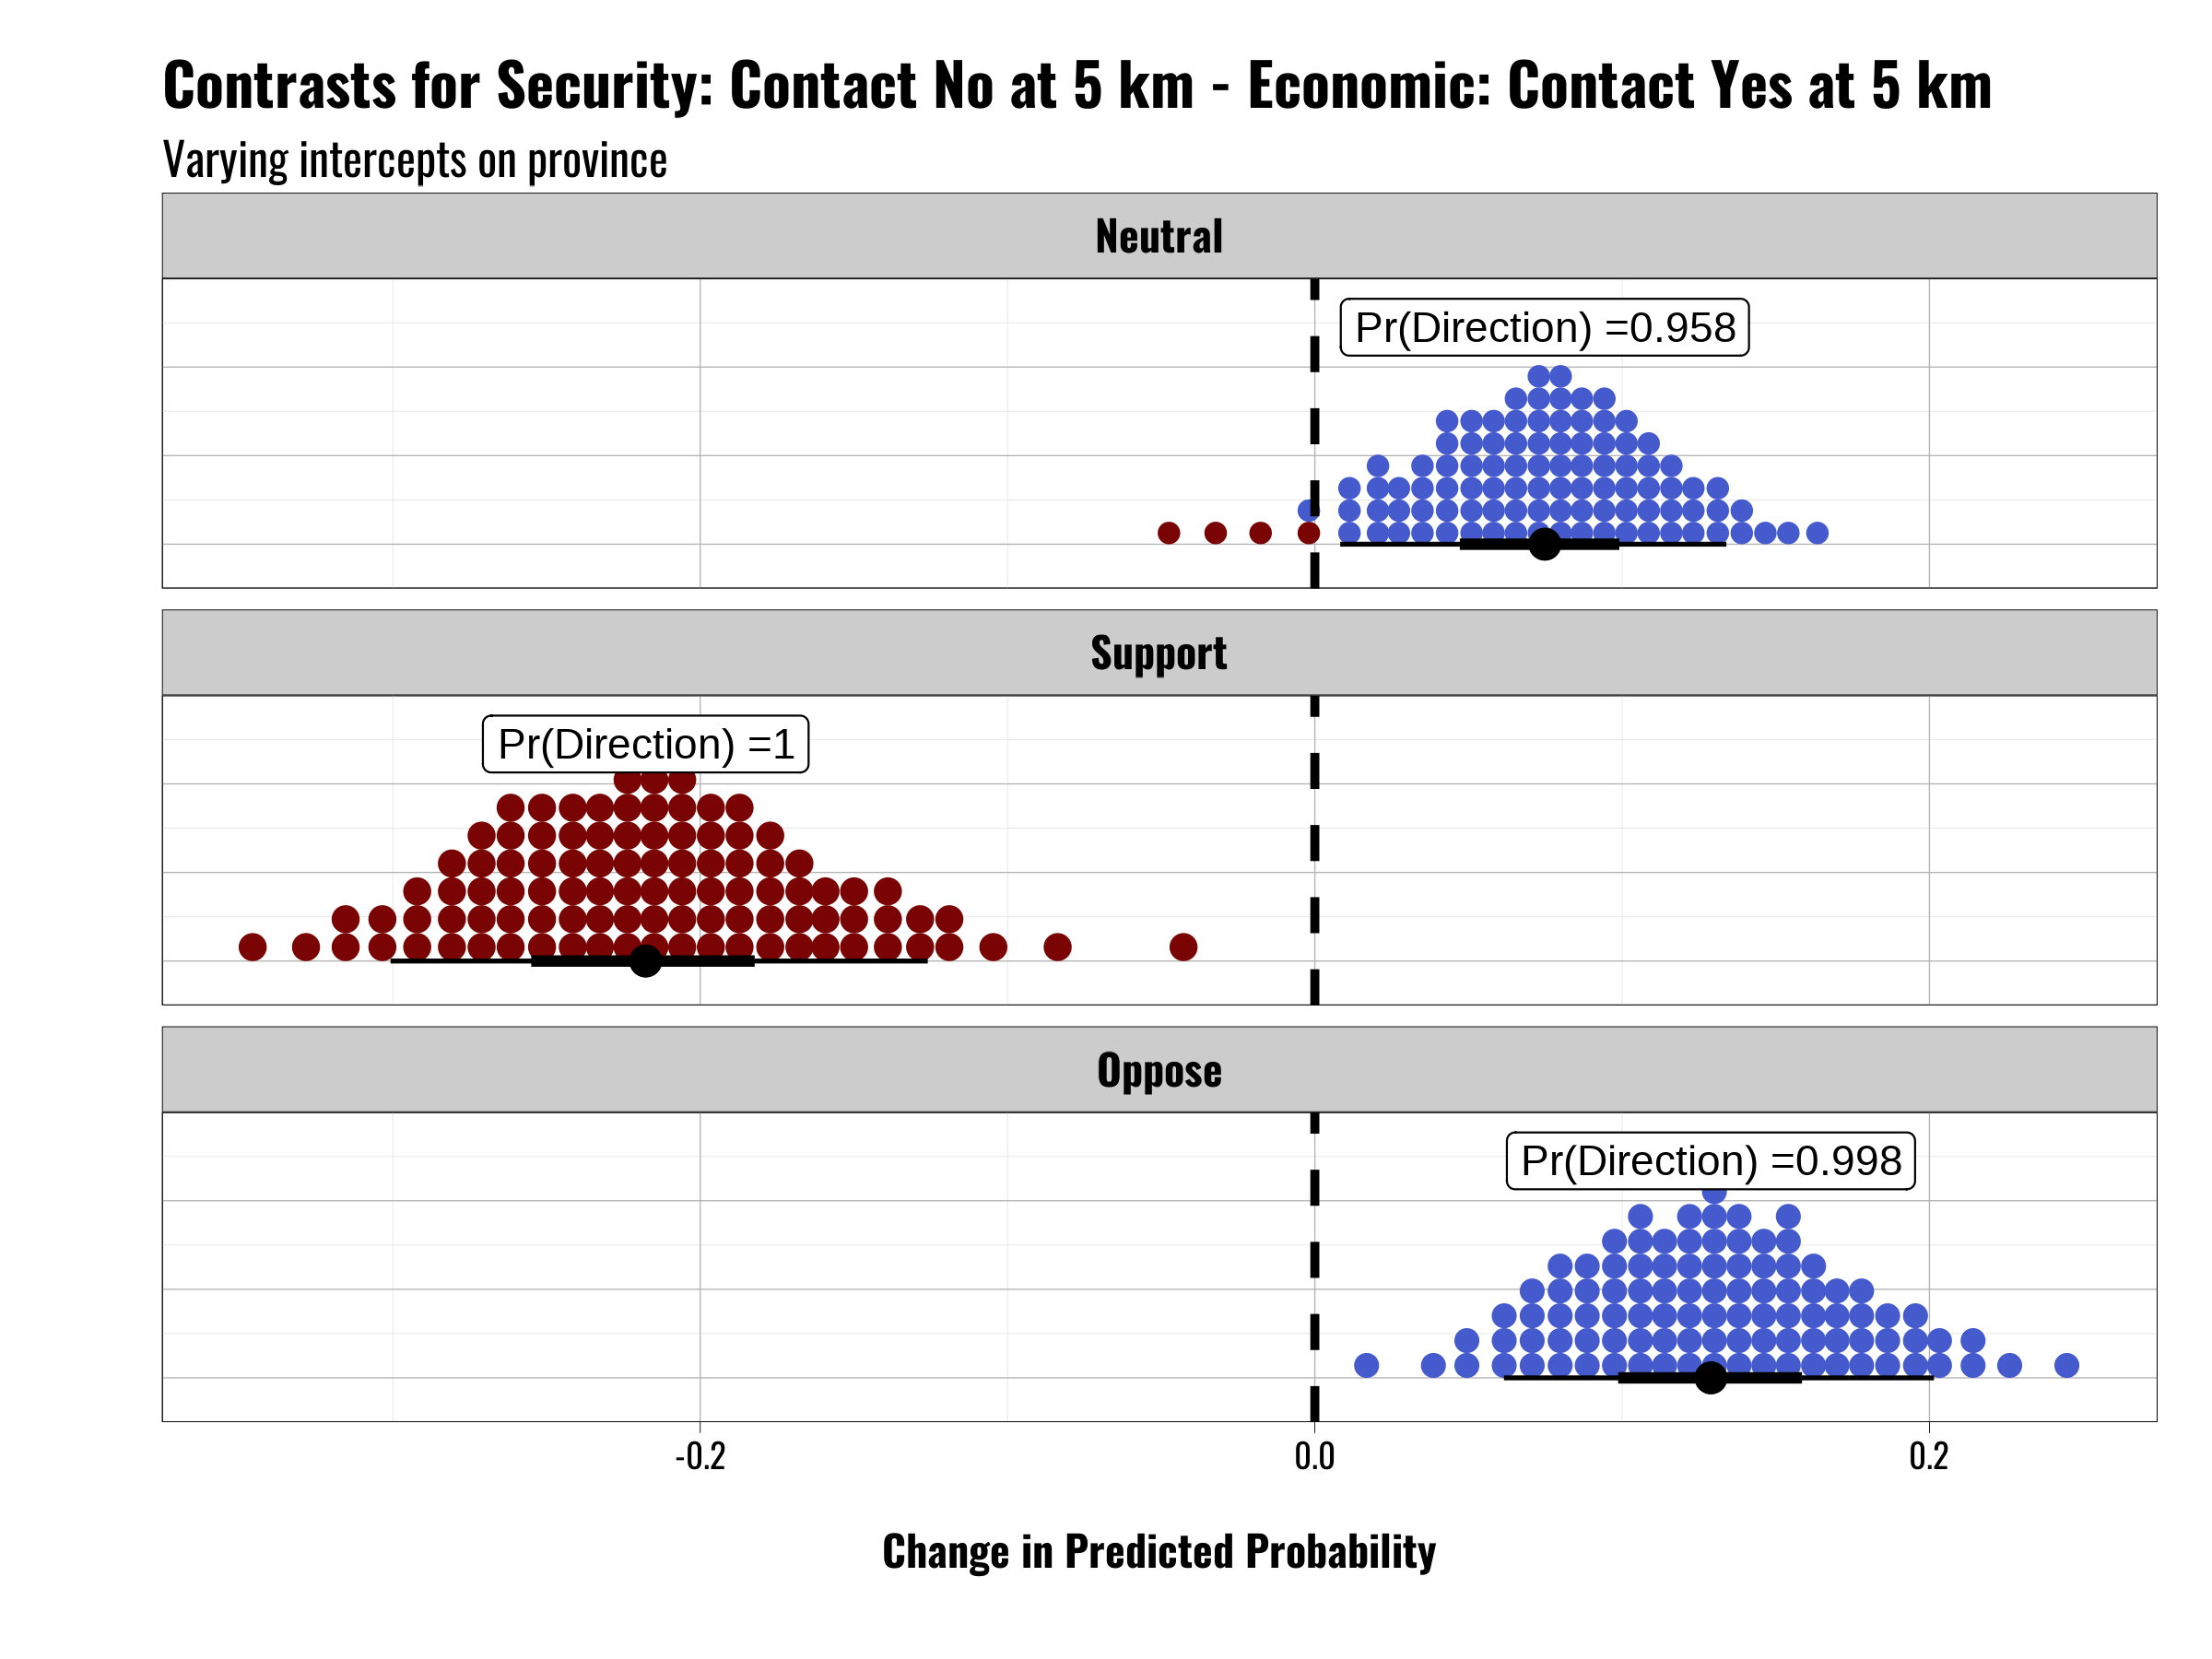 Contrasts for Security: Contact No at 5 km - Economic: Contact Yes at 5 km
Varying intercepts on province
Neutral
Pr(Direction) =0.958
Support
Pr(Direction) =1
Oppose
Pr(Direction) =0.998
-0.2 0.0 0.2
Change in Predicted Probability